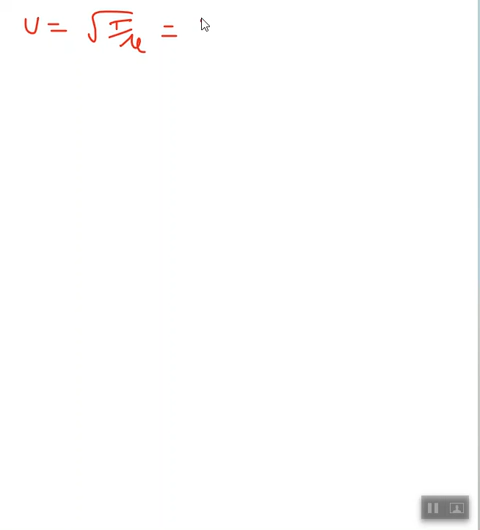 v = √T/μ =